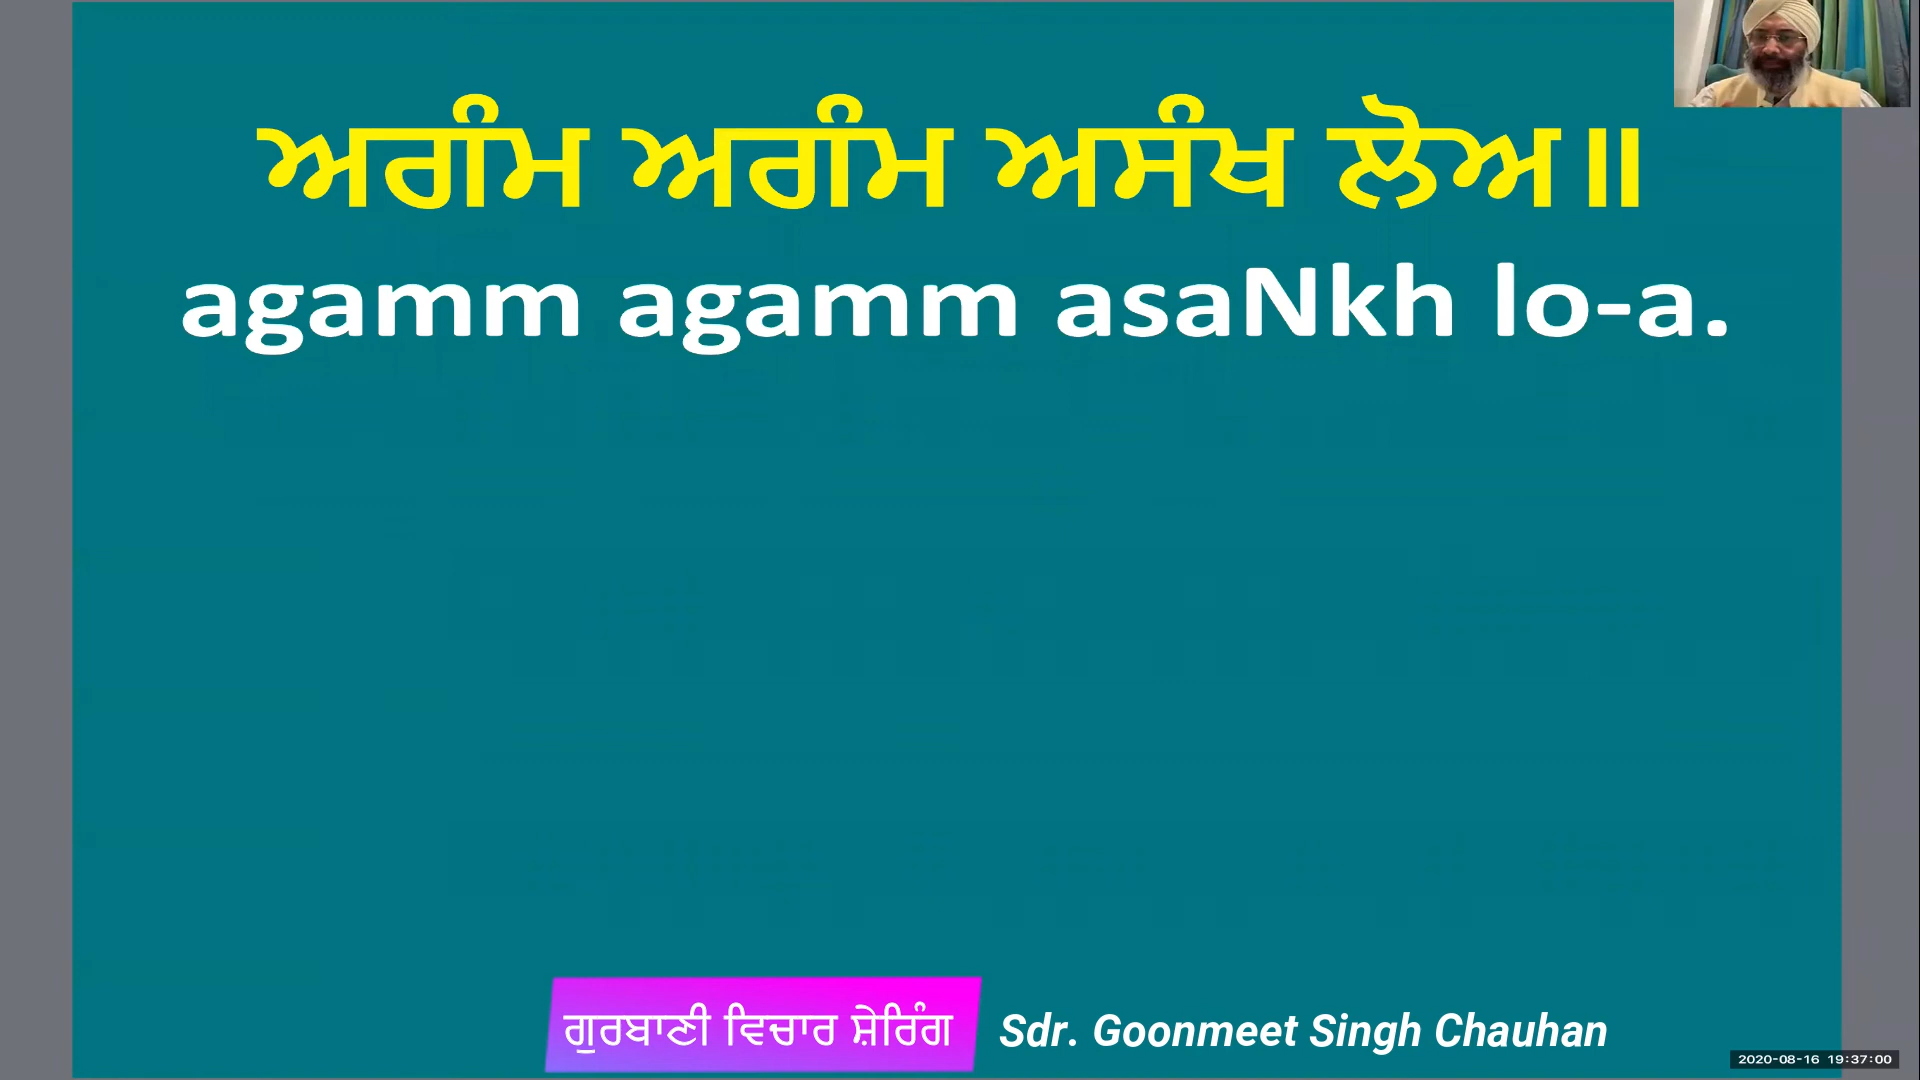 ਅਗੰਮ ਅਗੰਮ ਅਸੰਖ ਲੋਅ॥
agamm agamm asaNkh lo-a.
ਗੁਰਬਾਣੀ ਵਿਚਾਰ ਸ਼ੇਰਿੰਗ Sdr. Goonmeet Singh Chauhan
2020-08-16 19:37:00